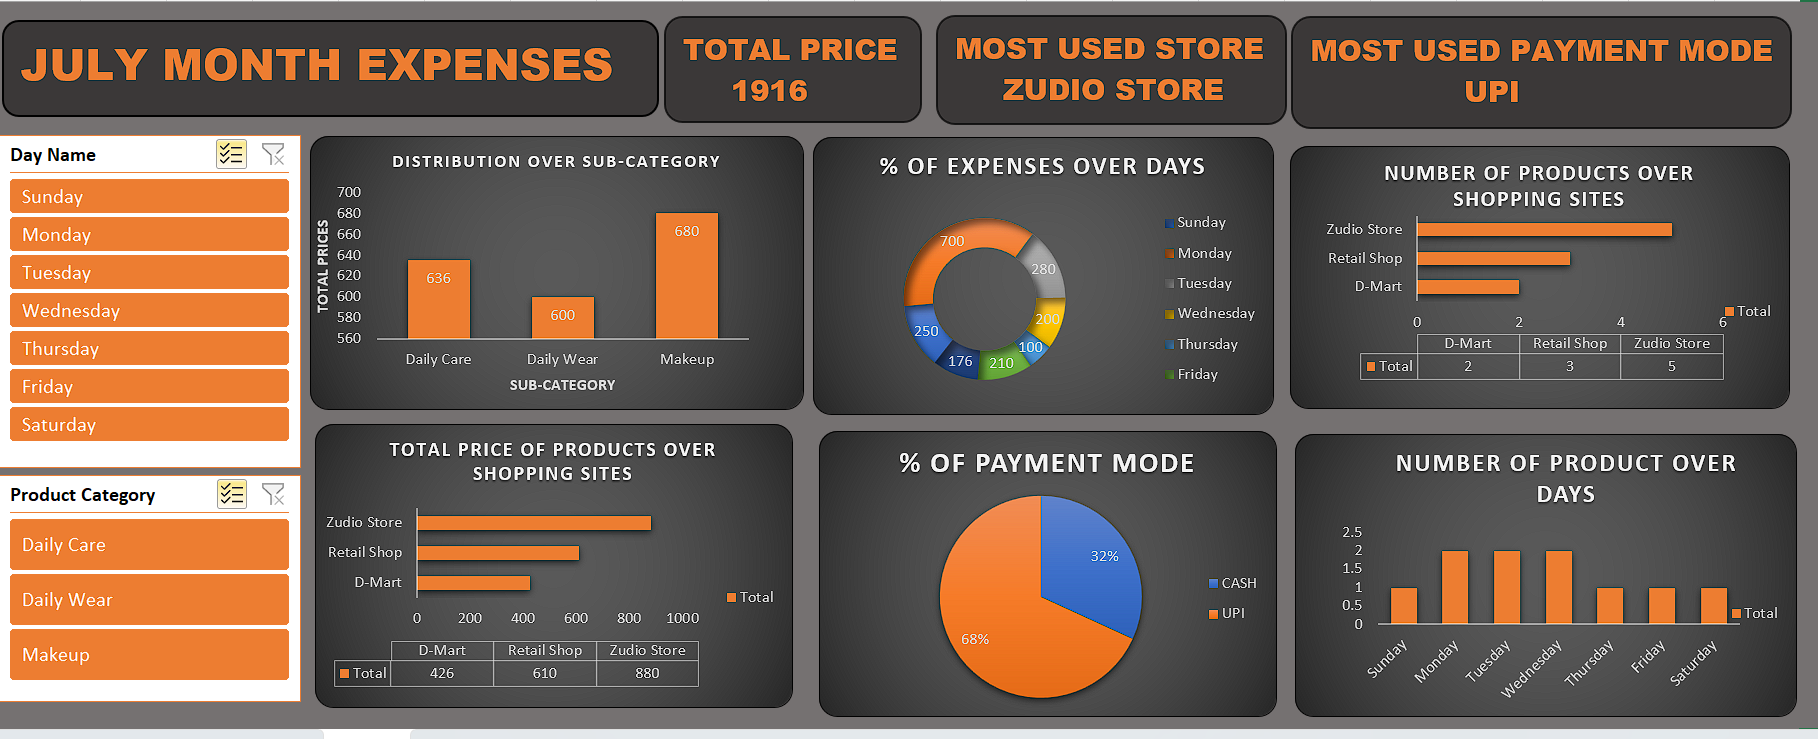 JULY MONTH EXPENSES
TOTAL PRICE
1916
MOST USED STORE
ZUDIO STORE
MOST USED PAYMENT MODE
UPI
Day Name
Sunday
Monday
Tuesday
Wednesday
Thursday
Friday
Saturday
Product Category
Daily Care
Daily Wear
Makeup
DISTRIBUTION OVER SUB-CATEGORY
TOTAL PRICES
700
680
660
640
620
600
580
560
636
600
680
Daily Care Daily Wear Makeup
SUB-CATEGORY
% OF EXPENSES OVER DAYS
700
280
200
100
210
176
250
Sunday
Monday
Tuesday
Wednesday
Thursday
Friday
NUMBER OF PRODUCTS OVER
SHOPPING SITES
Zudio Store
Retail Shop
D-Mart
0 2 4 6
Total
D-Mart Retail Shop Zudio Store
Total 2 3 5
TOTAL PRICE OF PRODUCTS OVER
SHOPPING SITES
Zudio Store
Retail Shop
D-Mart
0 200 400 600 800 1000
Total
D-Mart Retail Shop Zudio Store
Total 426 610 880
% OF PAYMENT MODE
32%
68%
CASH
UPI
NUMBER OF PRODUCT OVER
DAYS
2.5
2
1.5
1
0.5
0
Sunday Monday Tuesday Wednesday Thursday Friday Saturday
Total